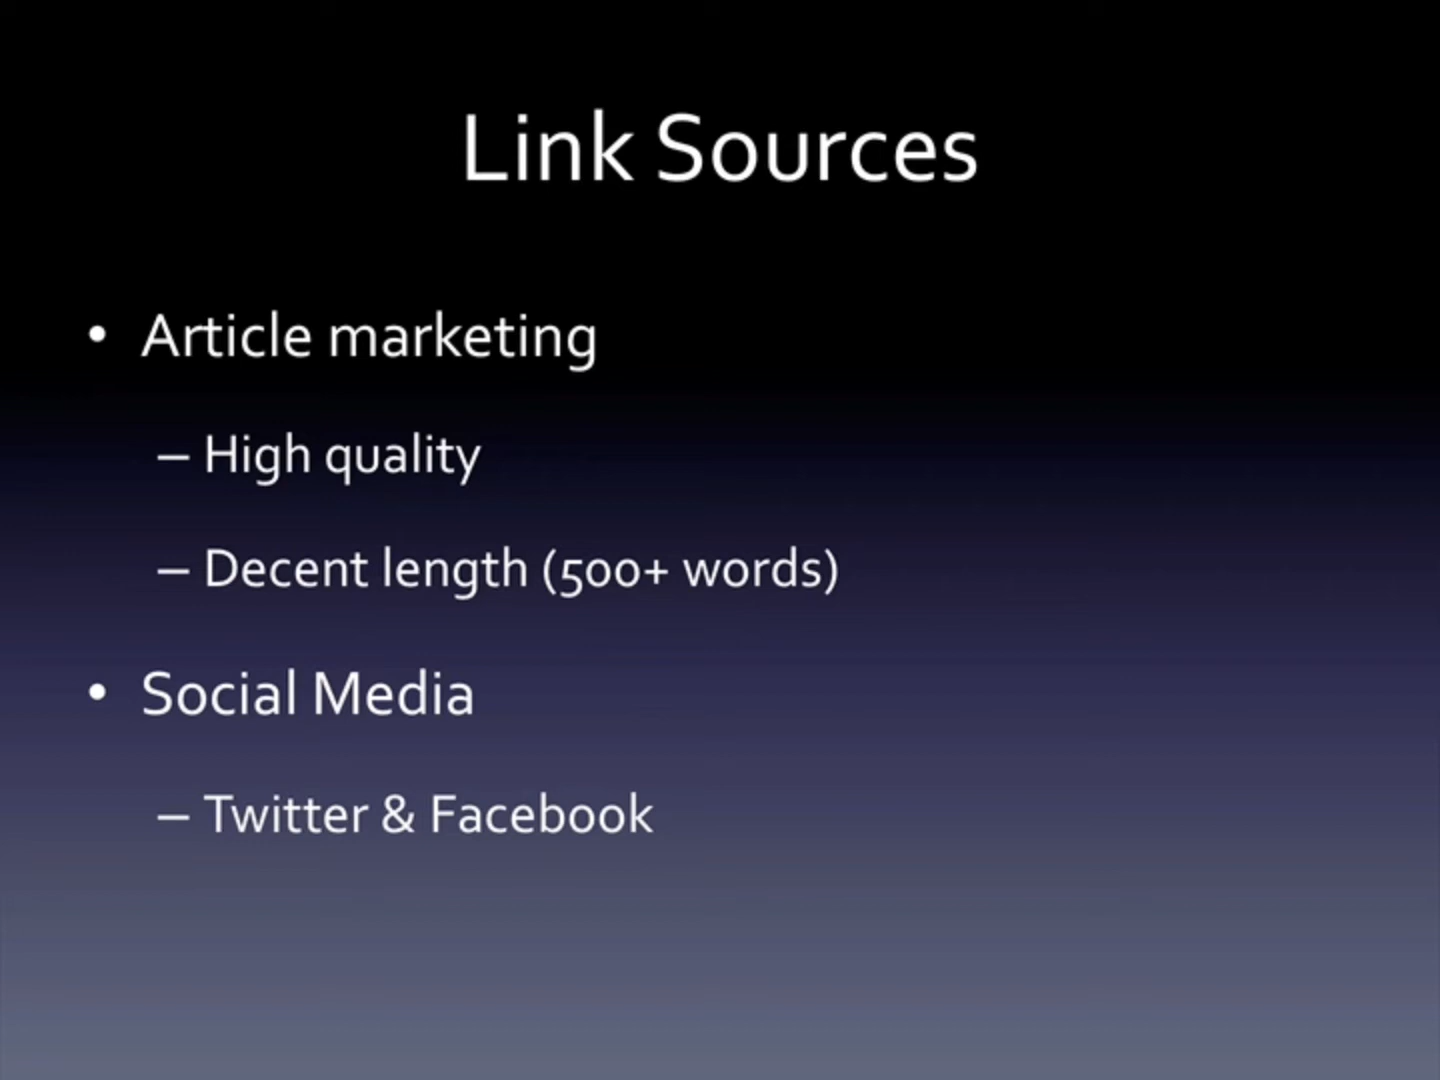 Link Sources
• Article marketing
– High quality
– Decent length (500+ words)
• Social Media
– Twitter & Facebook